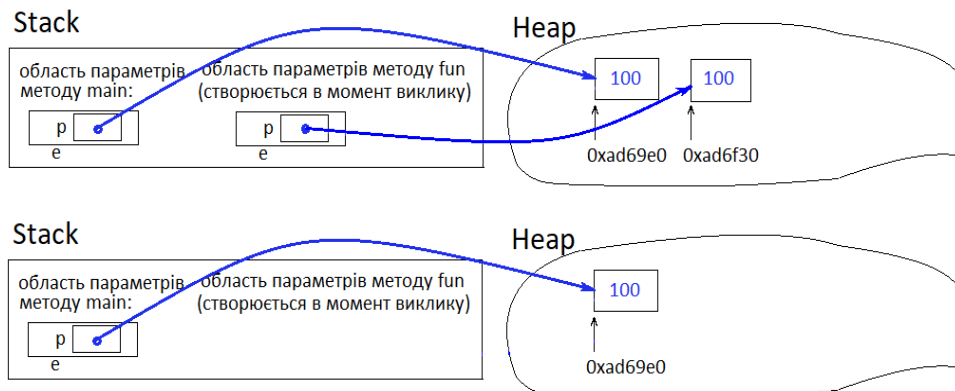 Stack
Heap
область параметрів
методу main:
область параметрів методу fun
(створюється в момент виклику)
100
100
p
e
p
e
0xad69e0
0xad6f30
Stack
Heap
область параметрів
методу main:
область параметрів методу fun
(створюється в момент виклику)
100
p
e
0xad69e0